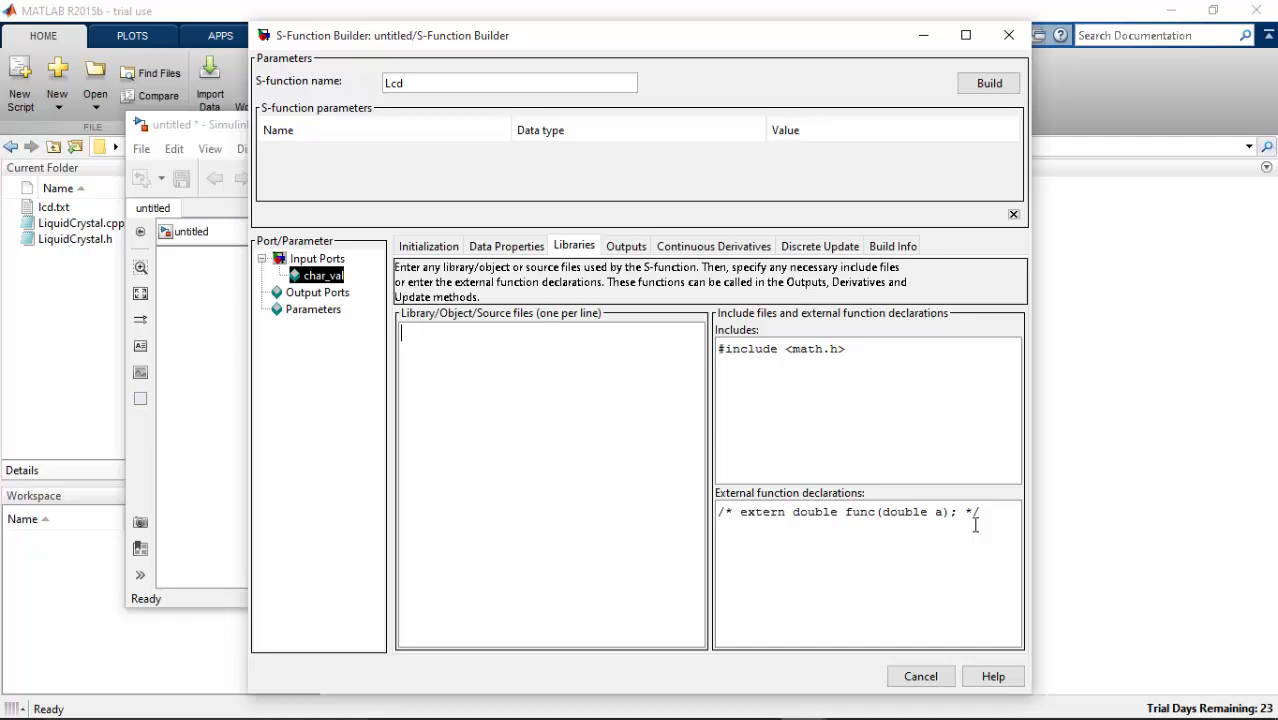 MATLAB R2015b - trial use
HOME
PLOTS
APPS
Search Documentation
New
Script
New
Open
Find Files
Compare
Import
Data
FILE
Current Folder
Name
lcd.txt
LiquidCrystal.cpp
LiquidCrystal.h
Details
Workspace
Name
Ready
untitled * - Simulin
File
Edit
View
untitled
untitled
Ready
S-Function Builder: untitled/S-Function Builder
Parameters
S-function name:
Lcd
Build
S-function parameters
Name
Data type
Value
Port/Parameter
Input Ports
char_val
Output Ports
Parameters
Initialization
Data Properties
Libraries
Outputs
Continuous Derivatives
Discrete Update
Build Info
Enter any library/object or source files used by the S-function. Then, specify any necessary include files
or enter the external function declarations. These functions can be called in the Outputs, Derivatives and
Update methods.
Library/Object/Source files (one per line)
Include files and external function declarations
Includes:
#include <math.h>
External function declarations:
/* extern double func(double a); */
Cancel
Help
Trial Days Remaining: 23